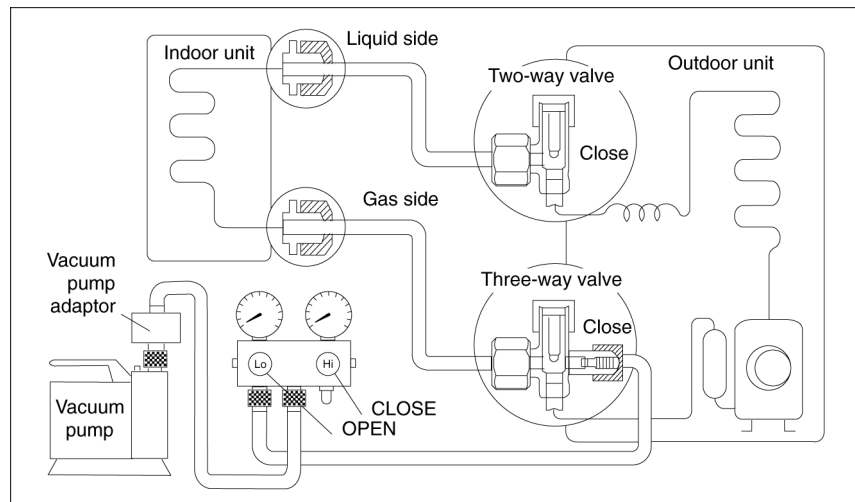 Indoor unit
Liquid side
Two-way valve
Outdoor unit
Close
Gas side
Vacuum
pump
adaptor
Three-way valve
Close
Lo
Hi
Vacuum
pump
CLOSE
OPEN